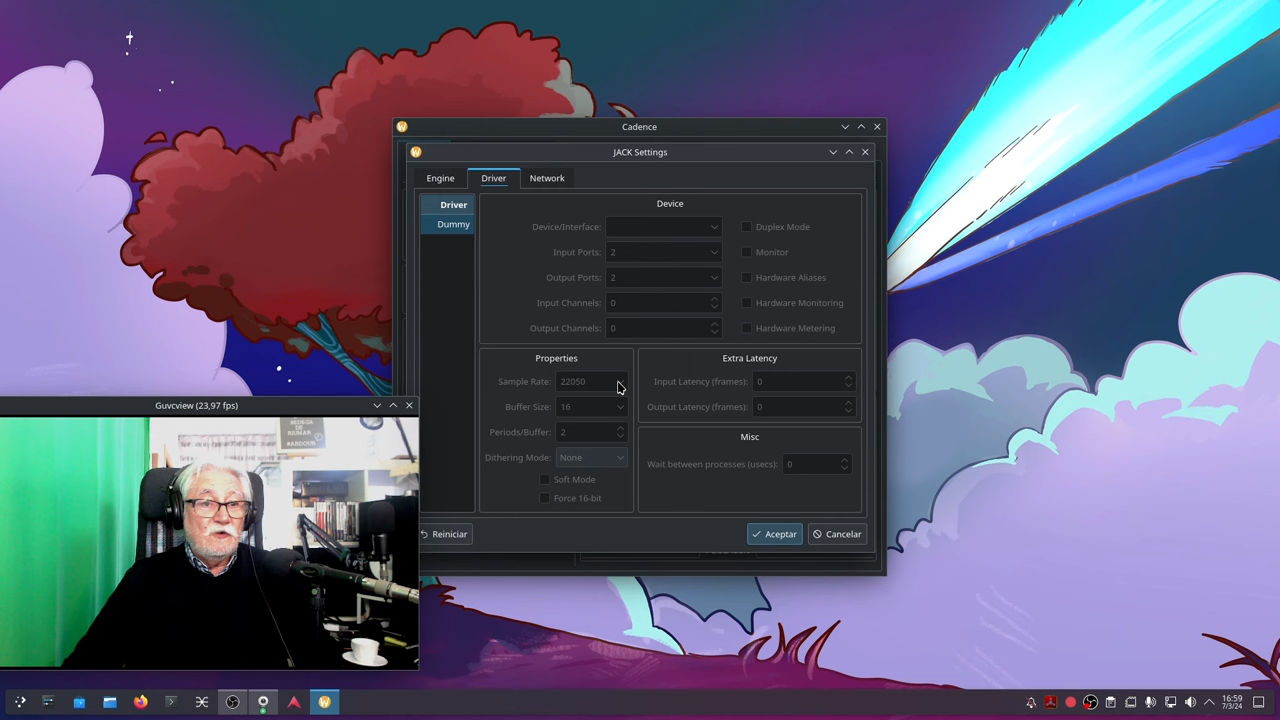 Cadence
JACK Settings
Engine
Driver
Network
Driver
Dummy
Device
Device/Interface:
Duplex Mode
Input Ports: 2
Monitor
Output Ports: 2
Hardware Aliases
Input Channels: 0
Hardware Monitoring
Output Channels: 0
Hardware Metering
Properties
Sample Rate: 22050
Buffer Size: 16
Periods/Buffer: 2
Dithering Mode: None
Soft Mode
Force 16-bit
Extra Latency
Input Latency (frames): 0
Output Latency (frames): 0
Misc
Wait between processes (usecs): 0
Reiniciar
Aceptar
Cancelar
Guvcview (23,97 fps)
16:59
7/3/24